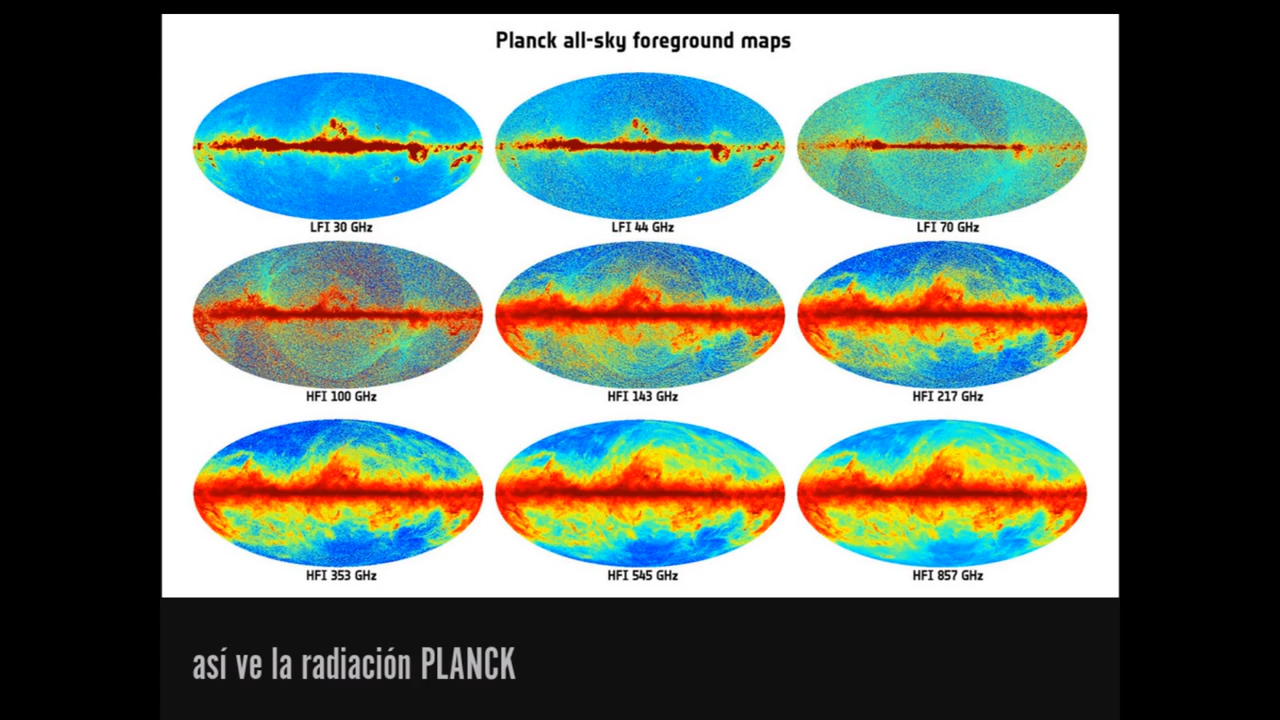 Planck all-sky foreground maps
LFI 30 GHz
LFI 44 GHz
LFI 70 GHz
HFI 100 GHz
HFI 143 GHz
HFI 217 GHz
HFI 353 GHz
HFI 545 GHz
HFI 857 GHz
así ve la radiación PLANCK